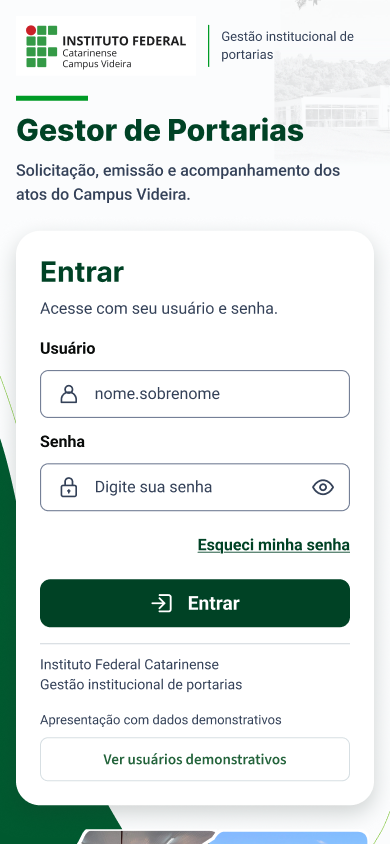 INSTITUTO FEDERAL
Catarinense
Campus Videira
Gestão institucional de
portarias
Gestor de Portarias
Solicitação, emissão e acompanhamento dos
atos do Campus Videira.
Entrar
Acesse com seu usuário e senha.
Usuário
nome.sobrenome
Senha
Digite sua senha
Esqueci minha senha
Entrar
Instituto Federal Catarinense
Gestão institucional de portarias
Apresentação com dados demonstrativos
Ver usuários demonstrativos